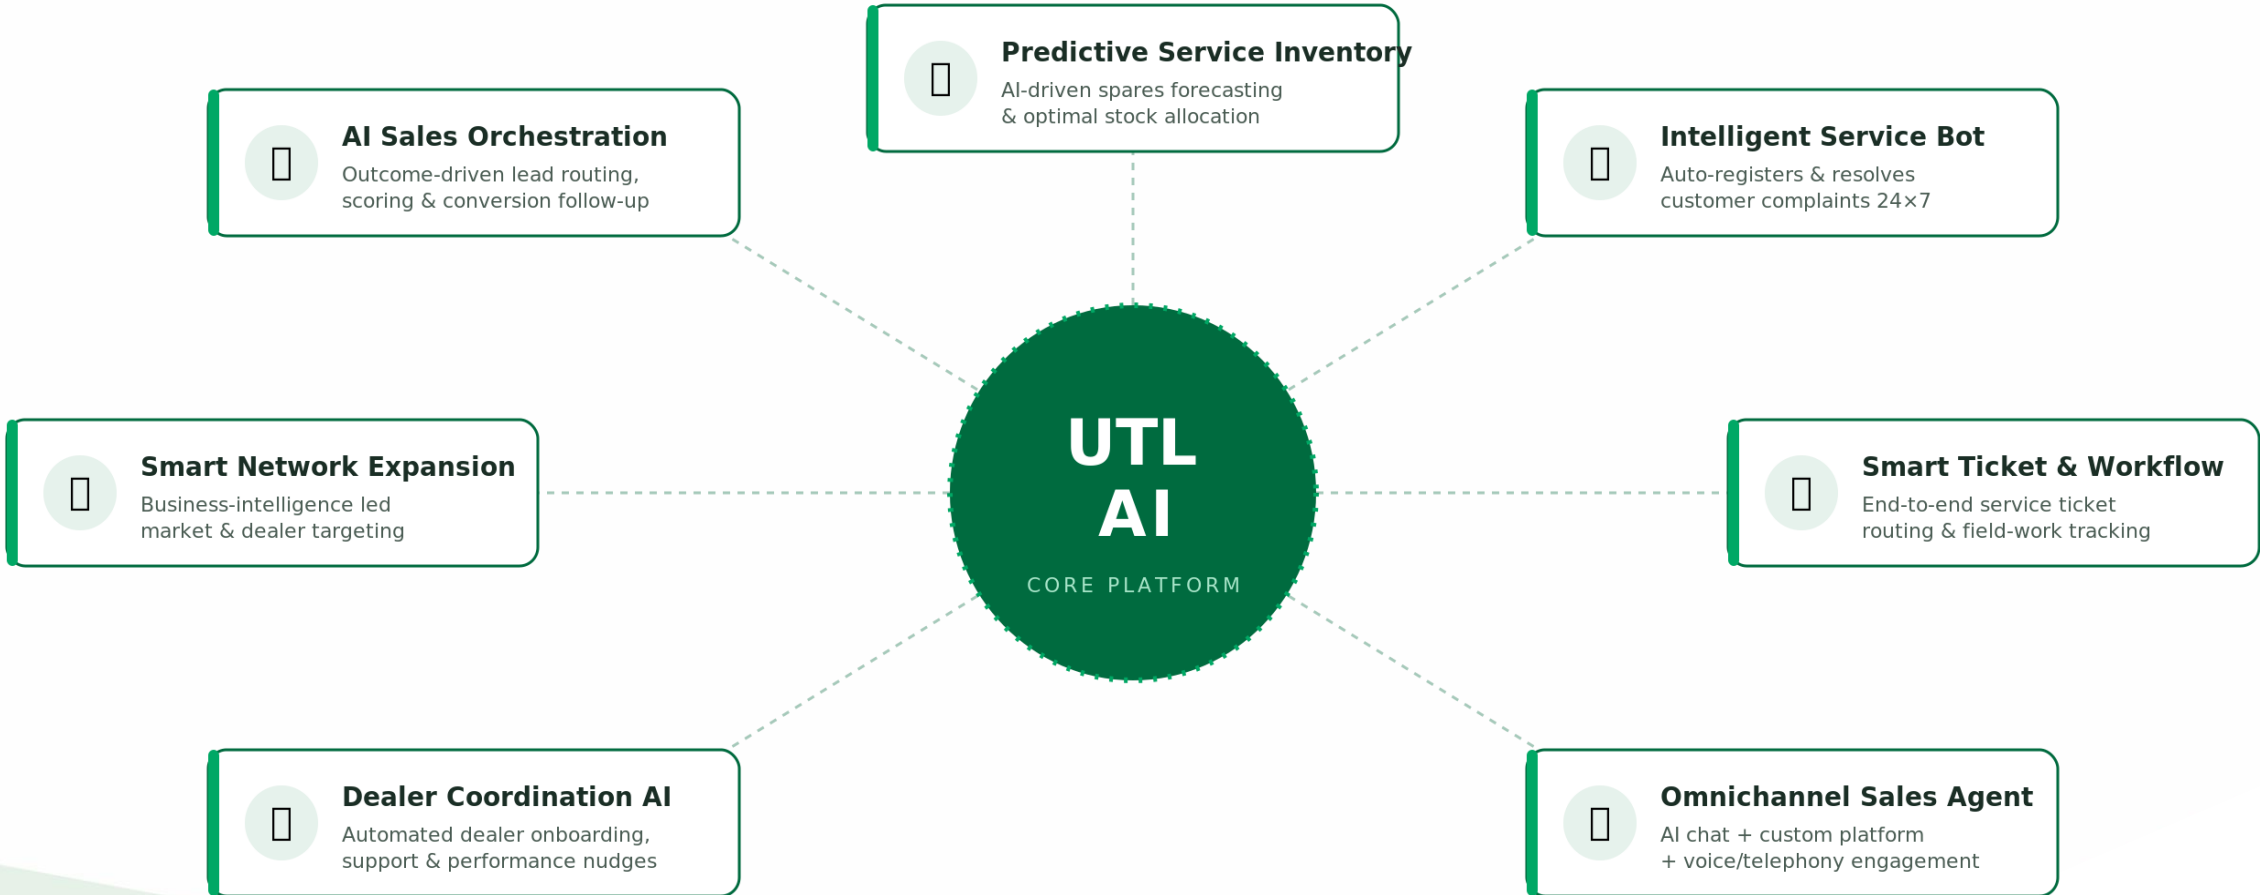 Predictive Service Inventory
AI-driven spares forecasting
& optimal stock allocation
AI Sales Orchestration
Outcome-driven lead routing,
scoring & conversion follow-up
Intelligent Service Bot
Auto-registers & resolves
customer complaints 24×7
UTL
AI
CORE PLATFORM
Smart Network Expansion
Business-intelligence led
market & dealer targeting
Smart Ticket & Workflow
End-to-end service ticket
routing & field-work tracking
Dealer Coordination AI
Automated dealer onboarding,
support & performance nudges
Omnichannel Sales Agent
AI chat + custom platform
+ voice/telephony engagement